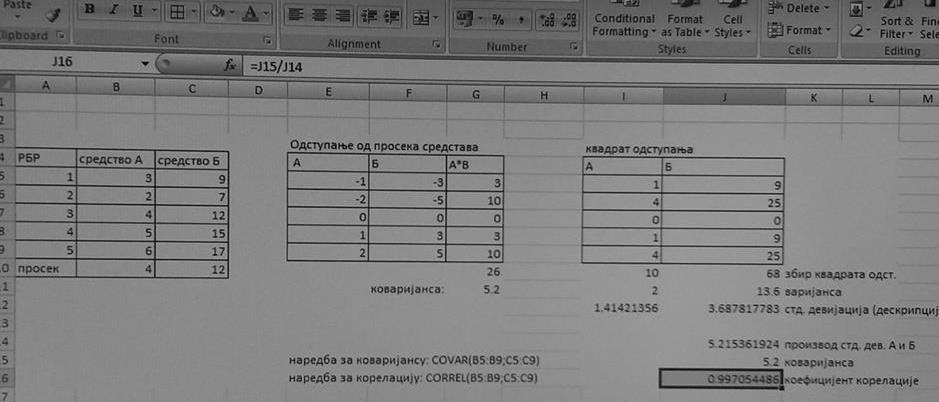 Paste
Clipboard
B I U
Font
Alignment
% ,
Number
Conditional Formatting
Format as Table
Cell Styles
Styles
Delete
Format
Cells
Sort & Filter
Editing
J16 fx =J15/J14
A B C D E F G H I J K L M
Одступање од просека средстава квадрат одступања
РБР средство А средство Б А Б А*В А Б
1 3 9 -1 -3 3 1 9
2 2 7 -2 -5 10 4 25
3 4 12 0 0 0 0 0
4 5 15 1 3 3 1 9
5 6 17 2 5 10 4 25
просек 4 12 26 10 68 збир квадрата одст.
коваријанса: 5.2 2 13.6 варијанса
1.41421356 3.687817783 стд. девијација (дескрипциј
5.215361924 производ стд. дев. А и Б
наредба за коваријансу: COVAR(B5:B9;C5:C9) 5.2 коваријанса
наредба за корелацију: CORREL(B5:B9;C5:C9) 0.997054486 коефицијент корелације